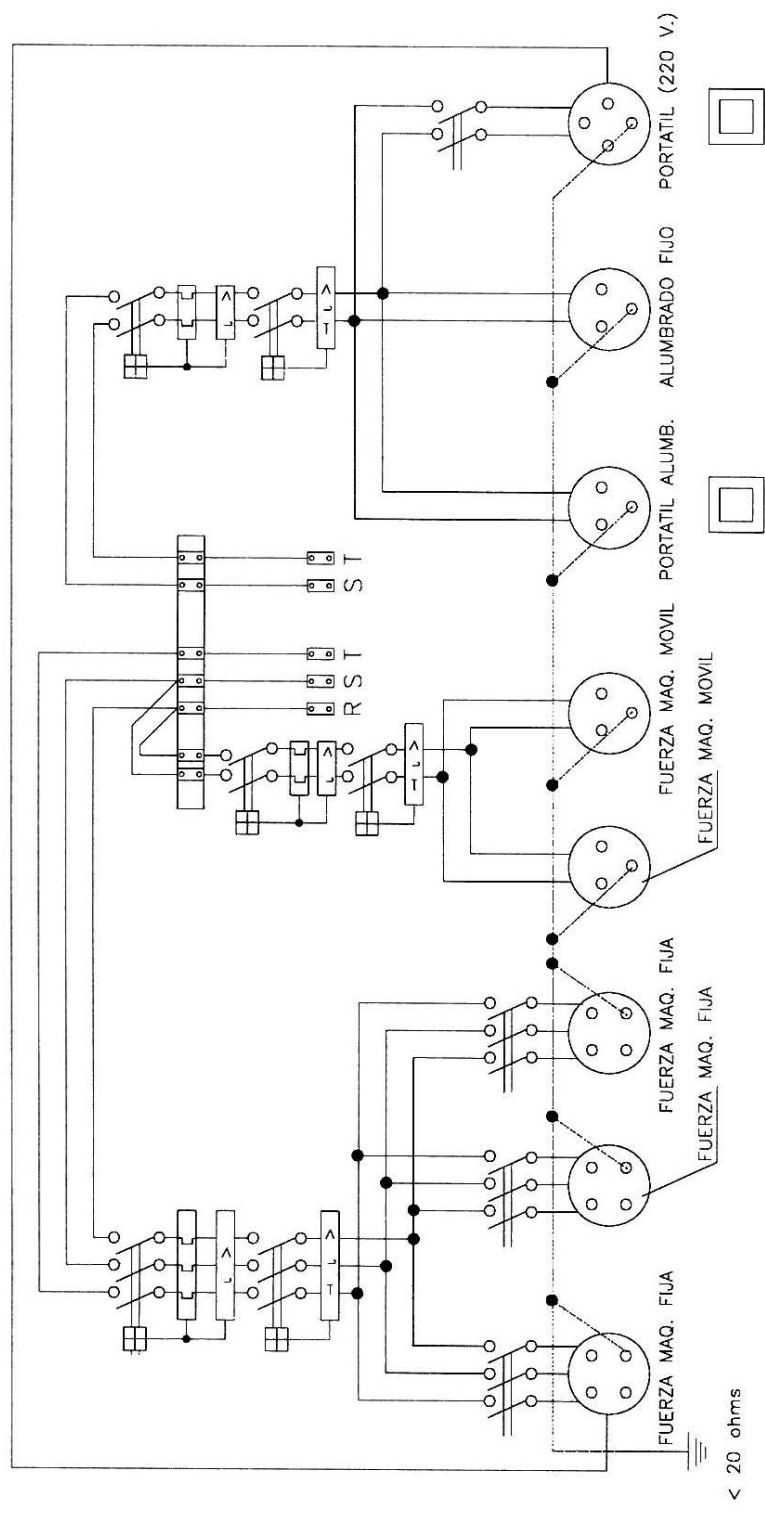 R S T
S T
FUERZA MAQ. FIJA
FUERZA MAQ. FIJA
FUERZA MAQ. FIJA
FUERZA MAQ. MOVIL
FUERZA MAQ. MOVIL
PORTATIL ALUMB.
ALUMBRADO FIJO
PORTATIL (220 V.)
< 20 ohms